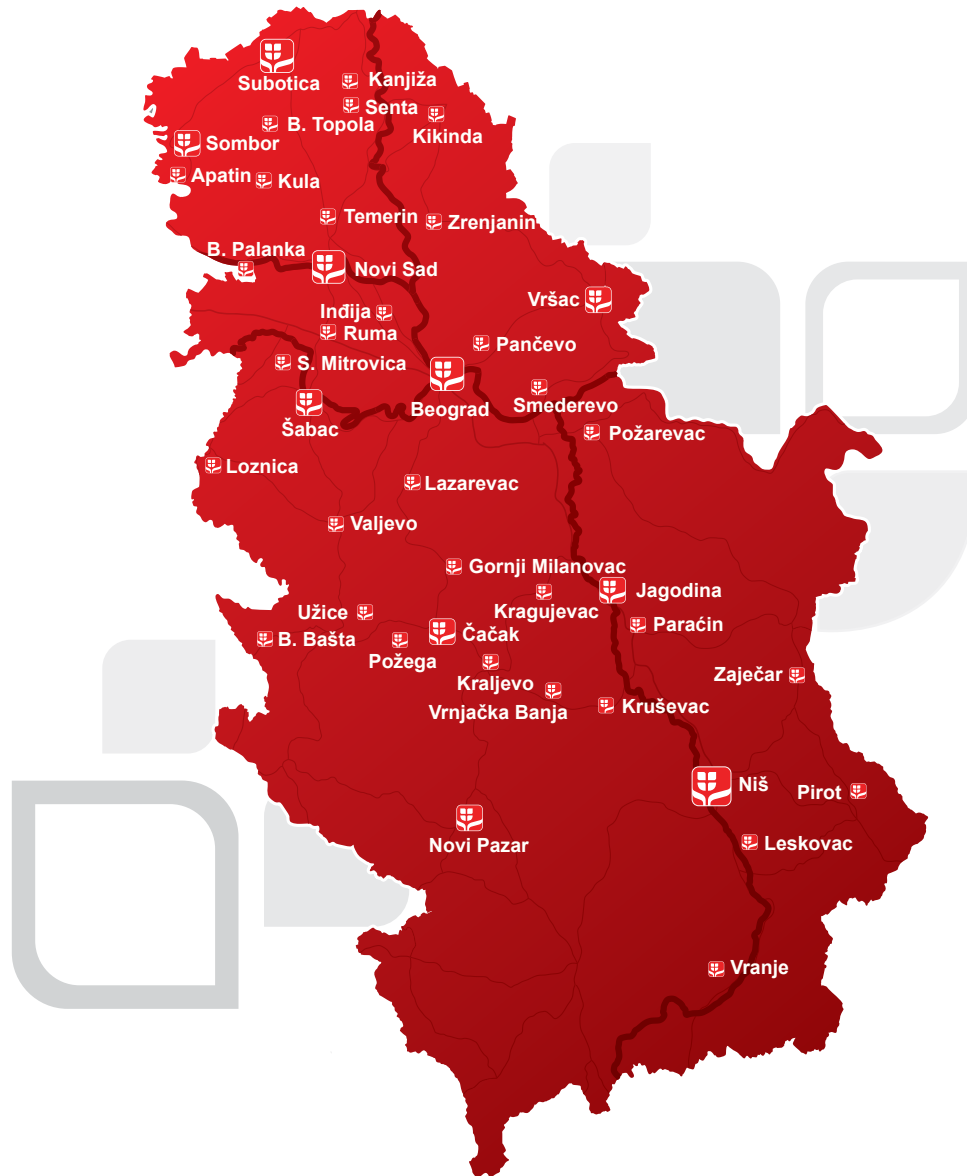 Subotica
Kanjiža
Senta
B. Topola
Kikinda
Sombor
Apatin
Kula
Temerin
Zrenjanin
B. Palanka
Novi Sad
Vršac
Inđija
Ruma
Pančevo
S. Mitrovica
Beograd
Smederevo
Šabac
Požarevac
Loznica
Lazarevac
Valjevo
Gornji Milanovac
Jagodina
Kragujevac
Užice
Paraćin
B. Bašta
Čačak
Požega
Zaječar
Kraljevo
Vrnjačka Banja
Kruševac
Niš
Pirot
Novi Pazar
Leskovac
Vranje